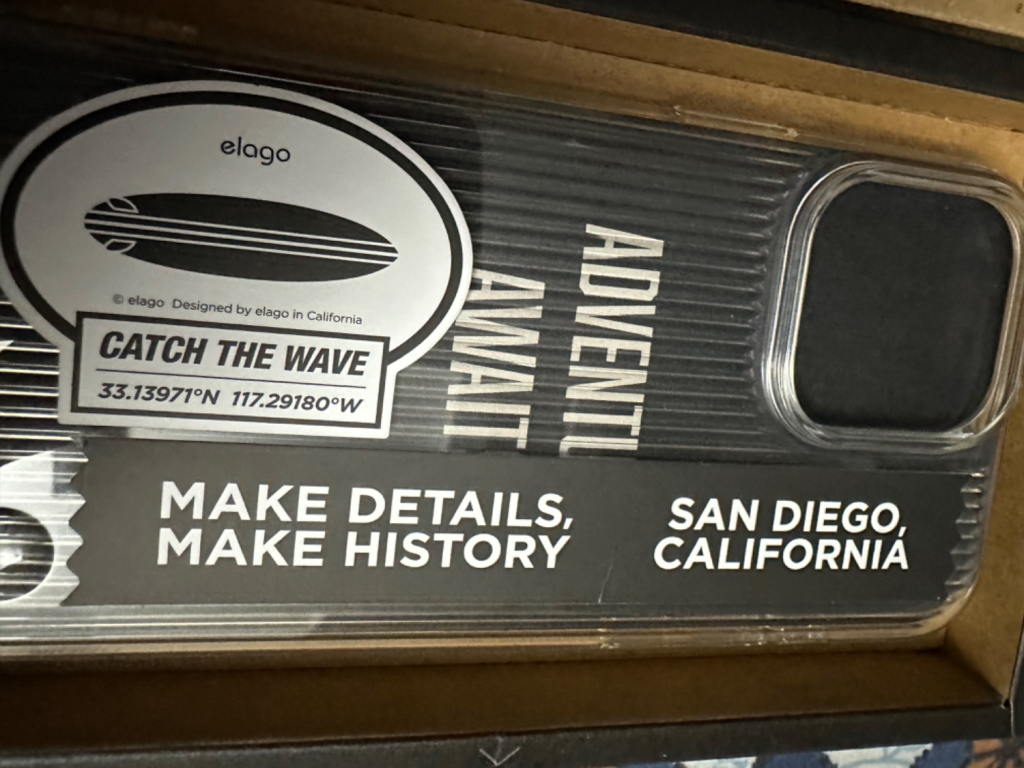 elago
© elago Designed by elago in California
CATCH THE WAVE
33.13971°N 117.29180°W
AWAIT
MAKE DETAILS,
MAKE HISTORY
SAN DIEGO,
CALIFORNIA